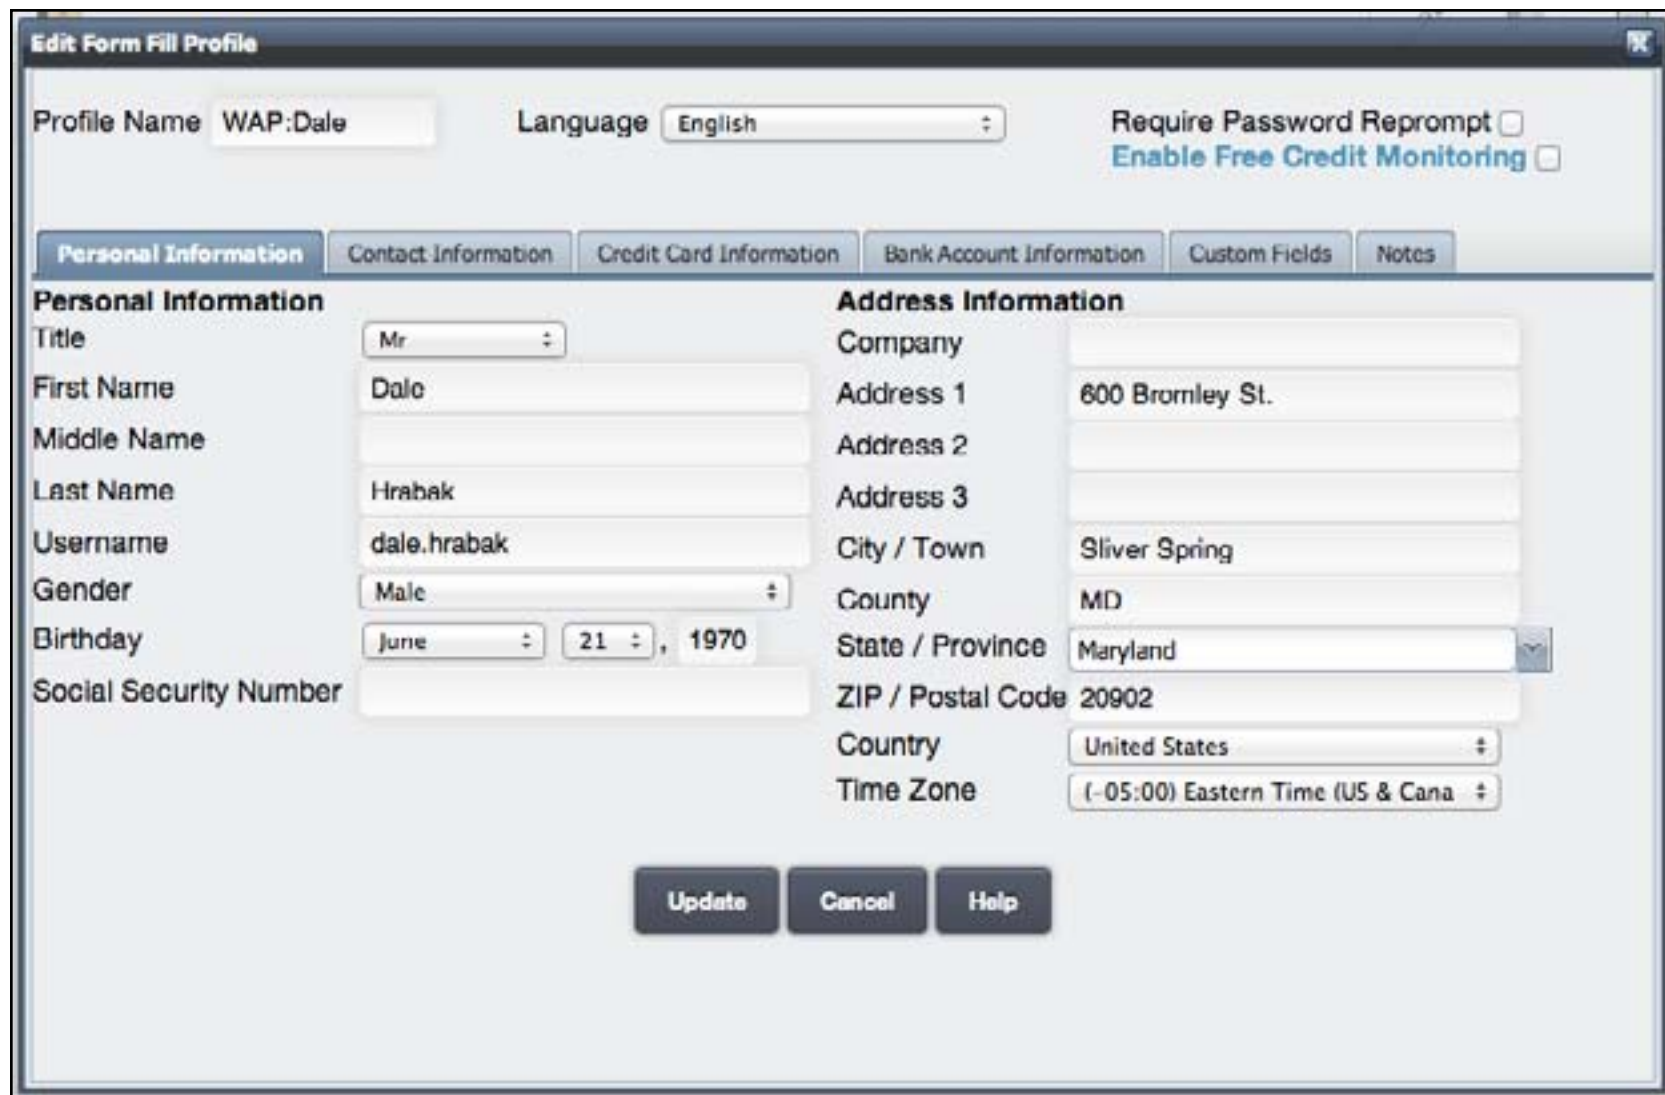 Edit Form Fill Profile
Profile Name WAP:Dale Language English Require Password Reprompt
Enable Free Credit Monitoring
Personal Information Contact Information Credit Card Information Bank Account Information Custom Fields Notes
Personal Information
Title Mr
First Name Dale
Middle Name
Last Name Hrabak
Username dale.hrabak
Gender Male
Birthday June 21 , 1970
Social Security Number
Address Information
Company
Address 1 600 Bromley St.
Address 2
Address 3
City / Town Sliver Spring
County MD
State / Province Maryland
ZIP / Postal Code 20902
Country United States
Time Zone (-05:00) Eastern Time (US & Cana
Update Cancel Help